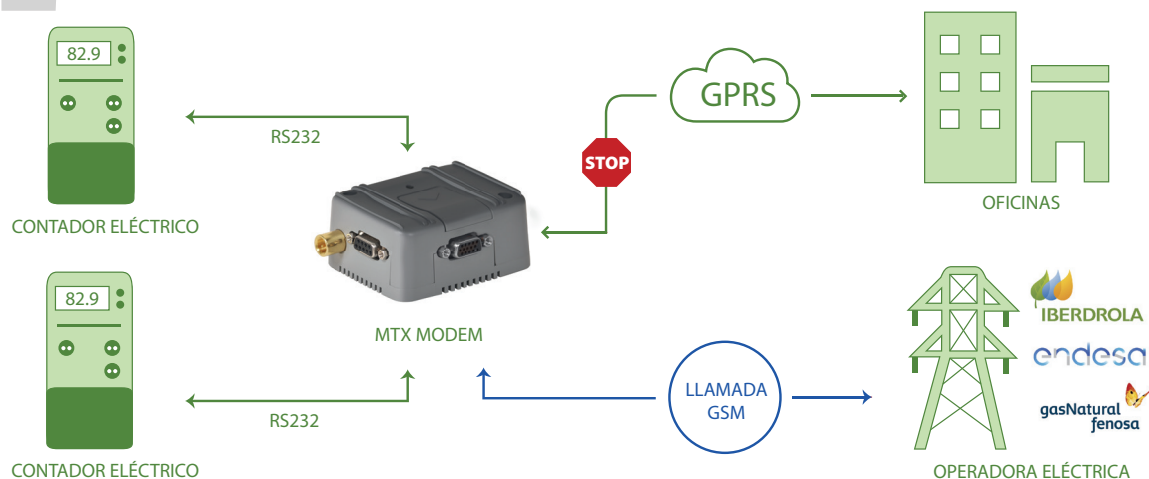 82.9
RS232
CONTADOR ELÉCTRICO
GPRS
STOP
OFICINAS
MTX MODEM
82.9
RS232
CONTADOR ELÉCTRICO
LLAMADA
GSM
IBERDROLA
endesa
gasNatural
fenosa
OPERADORA ELÉCTRICA